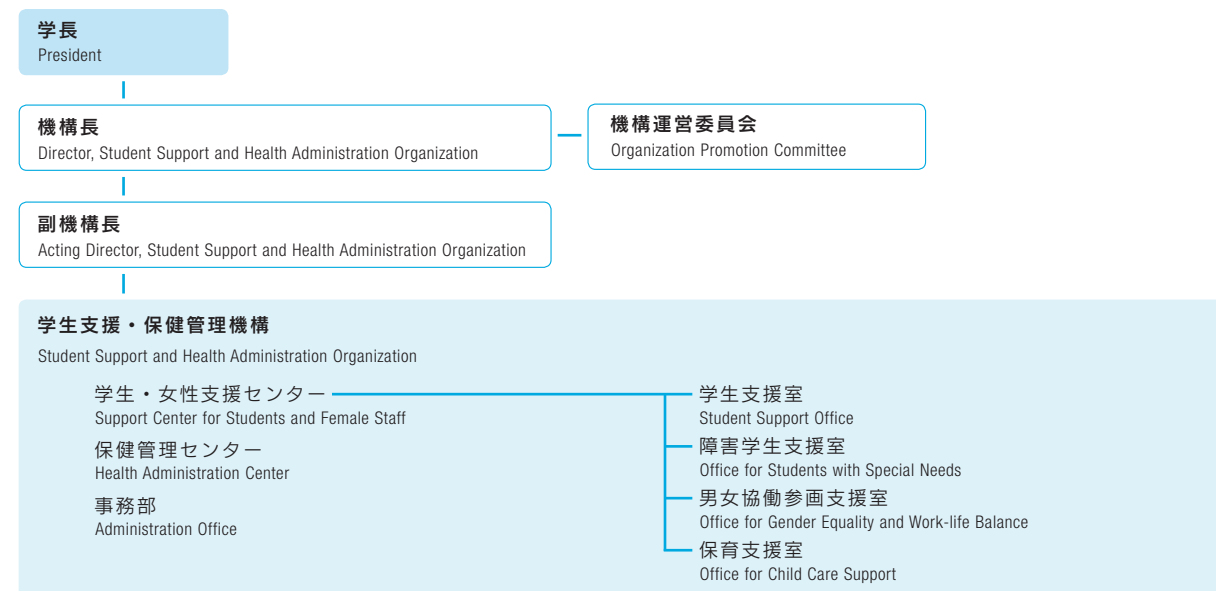 学長
President
機構長
Director, Student Support and Health Administration Organization
機構運営委員会
Organization Promotion Committee
副機構長
Acting Director, Student Support and Health Administration Organization
学生支援・保健管理機構
Student Support and Health Administration Organization
学生・女性支援センター
Support Center for Students and Female Staff
保健管理センター
Health Administration Center
事務部
Administration Office
学生支援室
Student Support Office
障害学生支援室
Office for Students with Special Needs
男女協働参画支援室
Office for Gender Equality and Work-life Balance
保育支援室
Office for Child Care Support